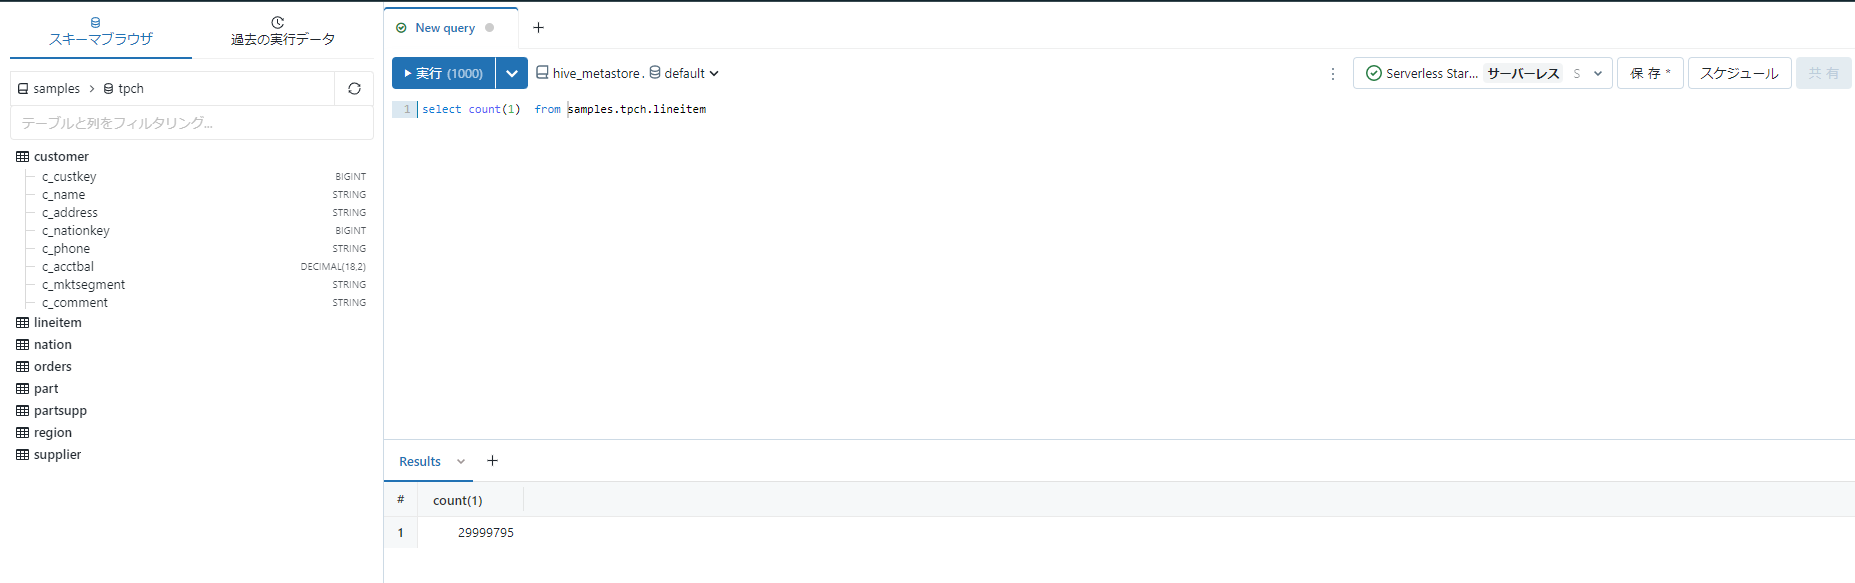 スキーマブラウザ
過去の実行データ
samples > tpch
テーブルと列をフィルタリング...
customer
c_custkey BIGINT
c_name STRING
c_address STRING
c_nationkey BIGINT
c_phone STRING
c_acctbal DECIMAL(18,2)
c_mktsegment STRING
c_comment STRING
lineitem
nation
orders
part
partsupp
region
supplier
New query
+
実行 (1000)
hive_metastore. default
Serverless Star... サーバーレス S
保存 *
スケジュール
共有
1 select count(1) from samples.tpch.lineitem
Results +
# count(1)
1 29999795